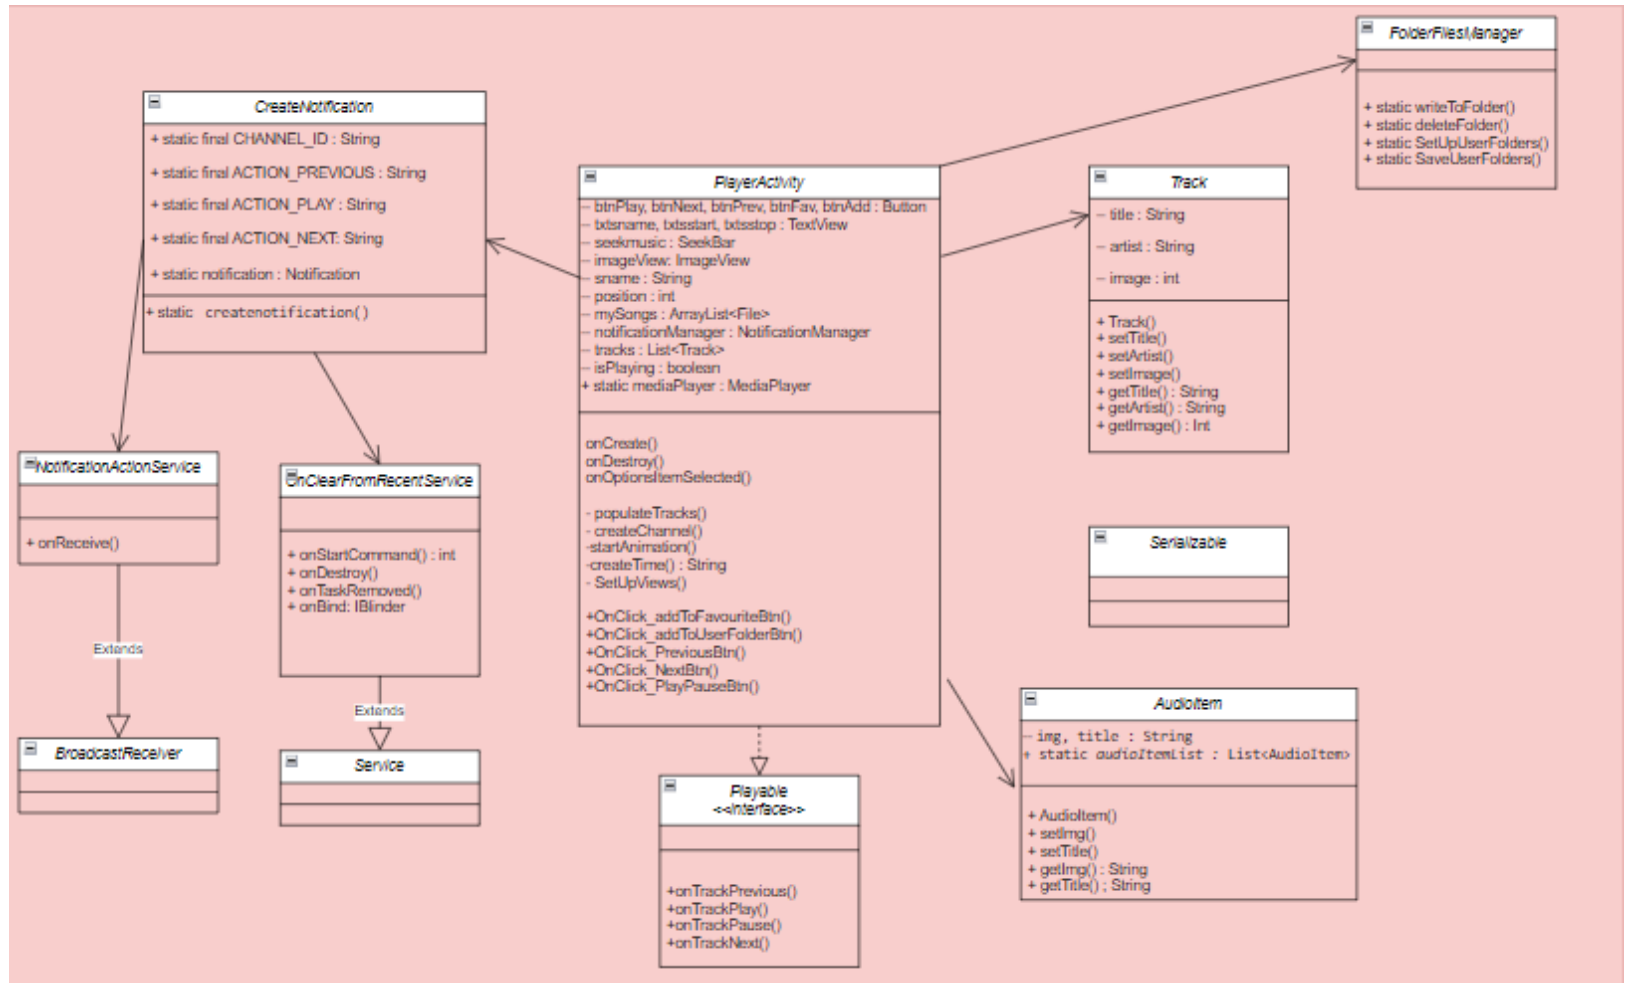 FolderFilesManager
+ static writeToFolder()
+ static deleteFolder()
+ static SetUpUserFolders()
+ static SaveUserFolders()
CreateNotification
+ static final CHANNEL_ID : String
+ static final ACTION_PREVIOUS : String
+ static final ACTION_PLAY : String
+ static final ACTION_NEXT: String
+ static notification : Notification
+ static createnotification()
PlayerActivity
– btnPlay, btnNext, btnPrev, btnFav, btnAdd : Button
– txtsname, txtsstart, txtsstop : TextView
– seekmusic : SeekBar
– imageView: ImageView
– sname : String
– position : int
– mySongs : ArrayList<File>
– notificationManager : NotificationManager
– tracks : List<Track>
– isPlaying : boolean
+ static mediaPlayer : MediaPlayer
onCreate()
onDestroy()
onOptionsItemSelected()
- populateTracks()
- createChannel()
-startAnimation()
-createTime() : String
- SetUpViews()
+OnClick_addToFavouriteBtn()
+OnClick_addToUserFolderBtn()
+OnClick_PreviousBtn()
+OnClick_NextBtn()
+OnClick_PlayPauseBtn()
Track
– title : String
– artist : String
– image : int
+ Track()
+ setTitle()
+ setArtist()
+ setImage()
+ getTitle() : String
+ getArtist() : String
+ getImage() : Int
NotificationActionService
+ onReceive()
Extends
BroadcastReceiver
OnClearFromRecentService
+ onStartCommand() : int
+ onDestroy()
+ onTaskRemoved()
+ onBind: IBlinder
Extends
Service
Serializable
Playable
<<interface>>
+onTrackPrevious()
+onTrackPlay()
+onTrackPause()
+onTrackNext()
AudioItem
– img, title : String
+ static audioItemList : List<AudioItem>
+ AudioItem()
+ setImg()
+ setTitle()
+ getImg() : String
+ getTitle() ; String